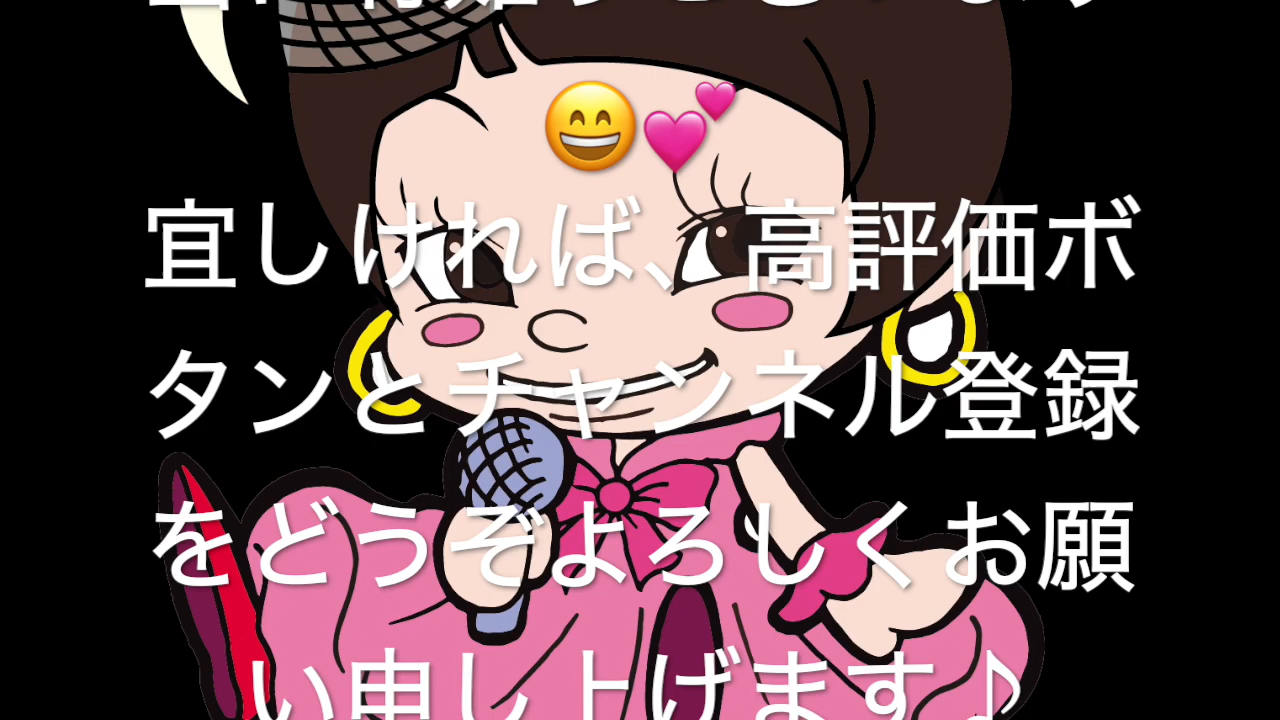 😄💕
宜しければ、高評価ボ
タンとチャンネル登録
をどうぞよろしくお願
い申し上げます♪